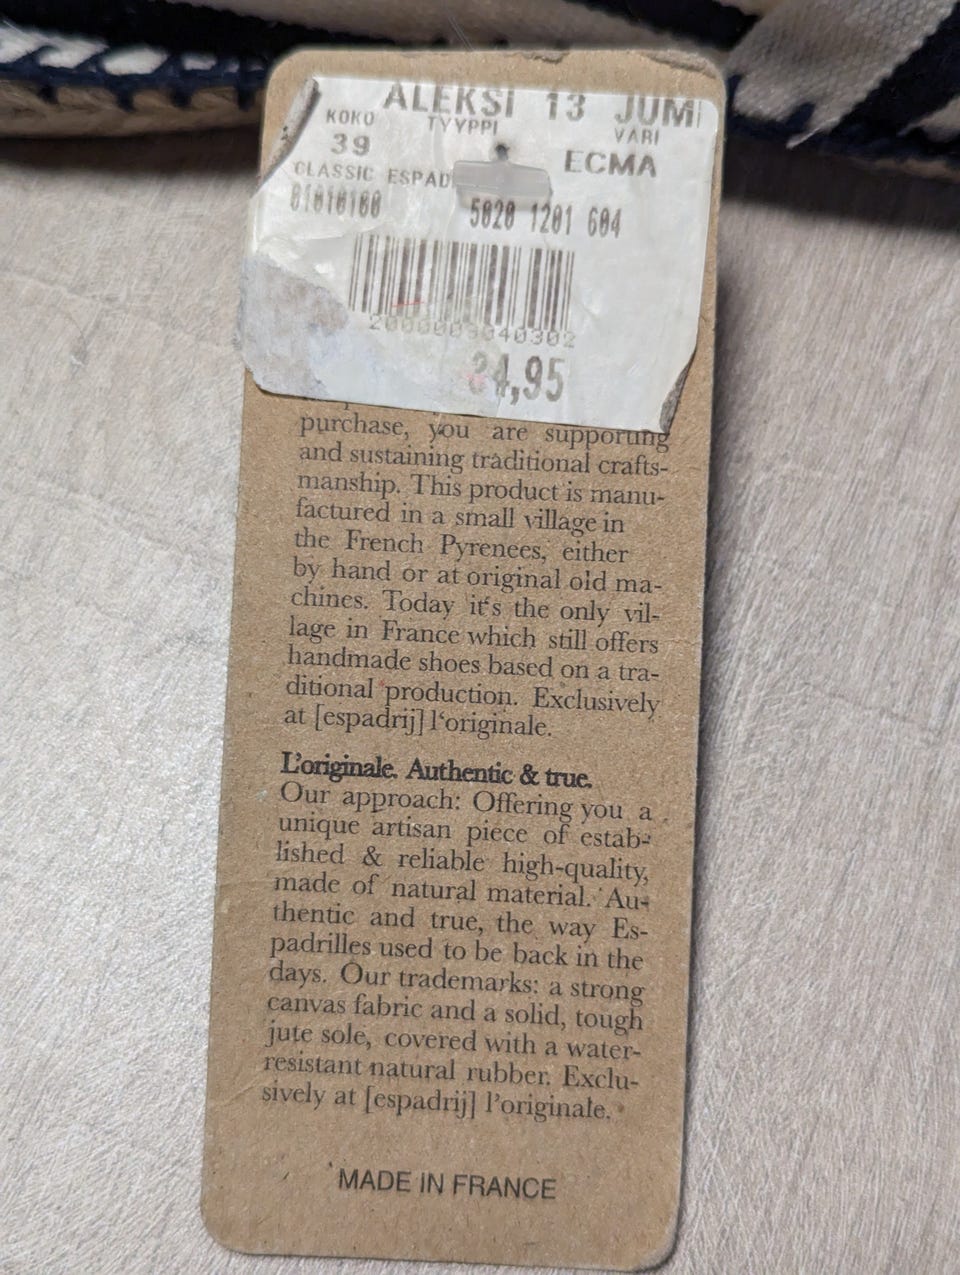 ALEKSI 13 JUM
KOKO TYYPPI VARI
39 ECMA
CLASSIC ESPAD
01010100 5020 1201 604
2000003040302
34,95
purchase, you are supporting
and sustaining traditional crafts-
manship. This product is manu-
factured in a small village in
the French Pyrenees, either
by hand or at original old ma-
chines. Today it‘s the only vil-
lage in France which still offers
handmade shoes based on a tra-
ditional production. Exclusively
at [espadrij] l‘originale.
L’originale. Authentic & true.
Our approach: Offering you a
unique artisan piece of estab-
lished & reliable high-quality,
made of natural material. Au-
thentic and true, the way Es-
padrilles used to be back in the
days. Our trademarks: a strong
canvas fabric and a solid, tough
jute sole, covered with a water-
resistant natural rubber. Exclu-
sively at [espadrij] l’originale.
MADE IN FRANCE